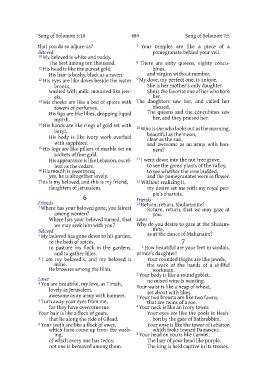 Song of Solomon 5:10 689 Song of Solomon 7:5
that you do so adjure us?
Beloved
10 My beloved is white and ruddy.
The best among ten thousand.
11 His head is like the purest gold.
His hair is bushy, black as a raven.
12 His eyes are like doves beside the water
brooks,
washed with milk, mounted like jew-
els.
13 His cheeks are like a bed of spices with
towers of perfumes.
His lips are like lilies, dropping liquid
myrrh.
14 His hands are like rings of gold set with
beryl.
His body is like ivory work overlaid
with sapphires.
15 His legs are like pillars of marble set on
sockets of fine gold.
His appearance is like Lebanon, excel-
lent as the cedars.
16 His mouth is sweetness;
yes, he is altogether lovely.
This is my beloved, and this is my friend,
daughters of Jerusalem.
6
Friends
1 Where has your beloved gone, you fairest
among women?
Where has your beloved turned, that
we may seek him with you?
Beloved
2 My beloved has gone down to his garden,
to the beds of spices,
to pasture his flock in the gardens,
and to gather lilies.
3 I am my beloved's, and my beloved is
mine.
He browses among the lilies.
Lover
4 You are beautiful, my love, as Tirzah,
lovely as Jerusalem,
awesome as an army with banners.
5 Turn away your eyes from me,
for they have overcome me.
Your hair is like a flock of goats,
that lie along the side of Gilead.
6 Your teeth are like a flock of ewes,
which have come up from the wash-
ing,
of which every one has twins;
not one is bereaved among them.
7 Your temples are like a piece of a
pomegranate behind your veil.
8 There are sixty queens, eighty concu-
bines,
and virgins without number.
9 My dove, my perfect one, is unique.
She is her mother's only daughter.
She is the favorite one of her who bore
her.
The daughters saw her, and called her
blessed.
The queens and the concubines saw
her, and they praised her.
10 Who is she who looks out as the morning,
beautiful as the moon,
clear as the sun,
and awesome as an army with ban-
ners?
11 I went down into the nut tree grove,
to see the green plants of the valley,
to see whether the vine budded,
and the pomegranates were in flower.
12 Without realizing it,
my desire set me with my royal peo-
ple's chariots.
Friends
13 Return, return, Shulammite!
Return, return, that we may gaze at
you.
Lover
Why do you desire to gaze at the Shulam-
mite,
as at the dance of Mahanaim?
7
1 How beautiful are your feet in sandals,
prince's daughter!
Your rounded thighs are like jewels,
the work of the hands of a skillful
workman.
2 Your body is like a round goblet,
no mixed wine is wanting.
Your waist is like a heap of wheat,
set about with lilies.
3 Your two breasts are like two fawns,
that are twins of a roe.
4 Your neck is like an ivory tower.
Your eyes are like the pools in Hesh-
bon by the gate of Bathrabbim.
Your nose is like the tower of Lebanon
which looks toward Damascus.
5 Your head on you is like Carmel.
The hair of your head like purple.
The king is held captive in its tresses.